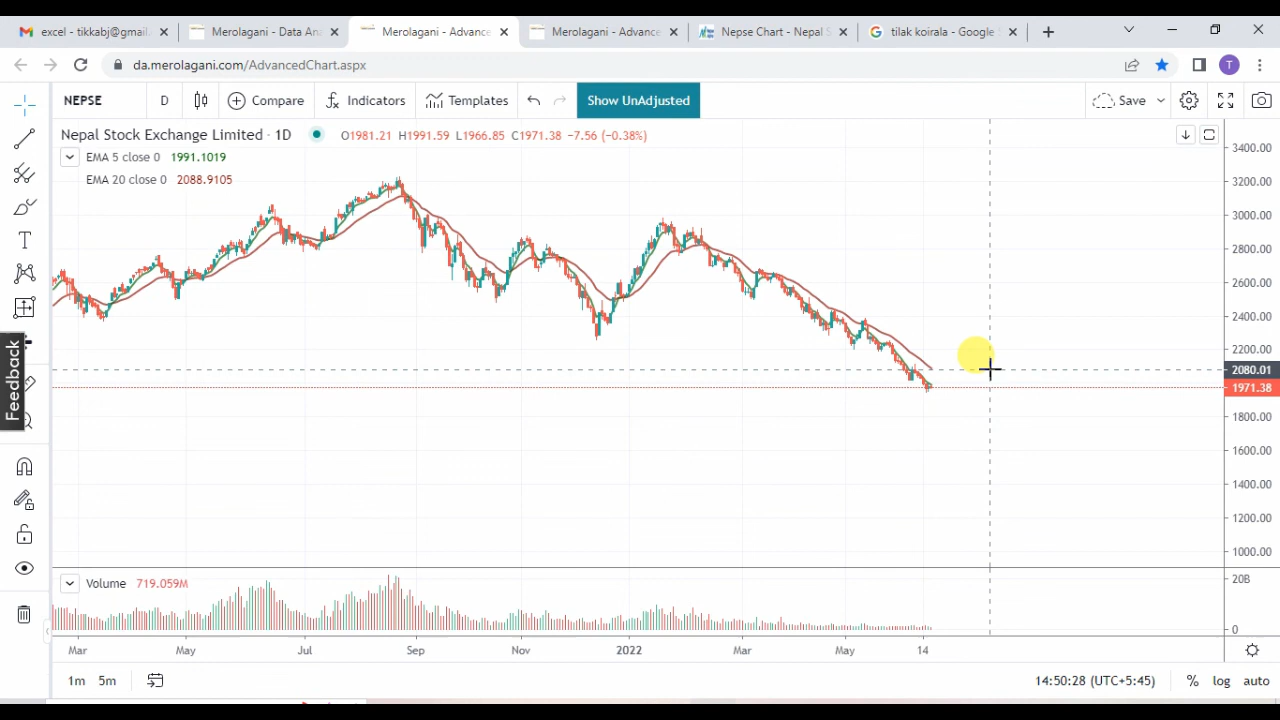 excel - tikkabj@gmail.
Merolagani - Data Ana
Merolagani - Advance
Merolagani - Advance
Nepse Chart - Nepal S
tilak koirala - Google
da.merolagani.com/AdvancedChart.aspx
T
NEPSE
D
Compare
Indicators
Templates
Show UnAdjusted
Save
Nepal Stock Exchange Limited · 1D
O1981.21 H1991.59 L1966.85 C1971.38 −7.56 (−0.38%)
EMA 5 close 0 1991.1019
EMA 20 close 0 2088.9105
3400.00
3200.00
3000.00
2800.00
2600.00
2400.00
2200.00
2080.01
1971.38
1800.00
1600.00
1400.00
1200.00
1000.00
Feedback
Volume 719.059M
20B
0
Mar May Jul Sep Nov 2022 Mar May 14
1m 5m
14:50:28 (UTC+5:45)
% log auto